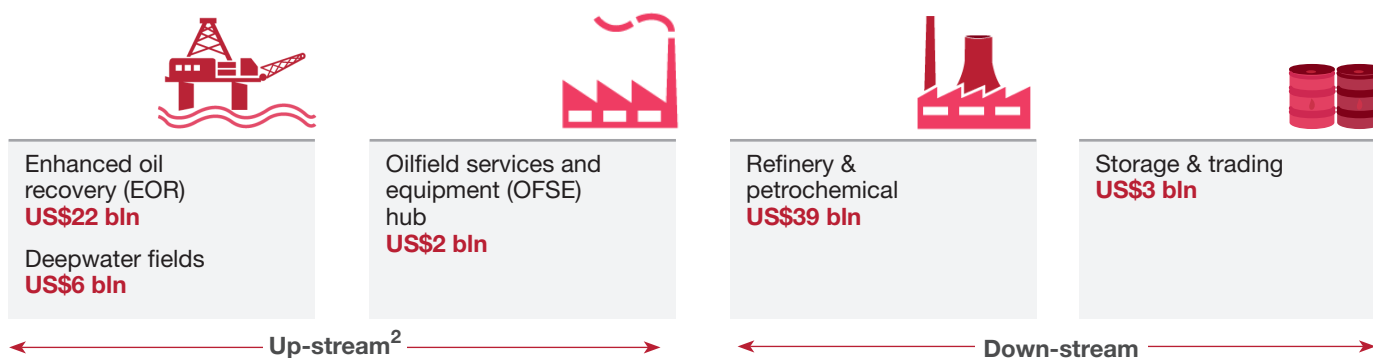 Enhanced oil
recovery (EOR)
US$22 bln
Deepwater fields
US$6 bln
Oilfield services and
equipment (OFSE)
hub
US$2 bln
Refinery &
petrochemical
US$39 bln
Storage & trading
US$3 bln
Up-stream²
Down-stream